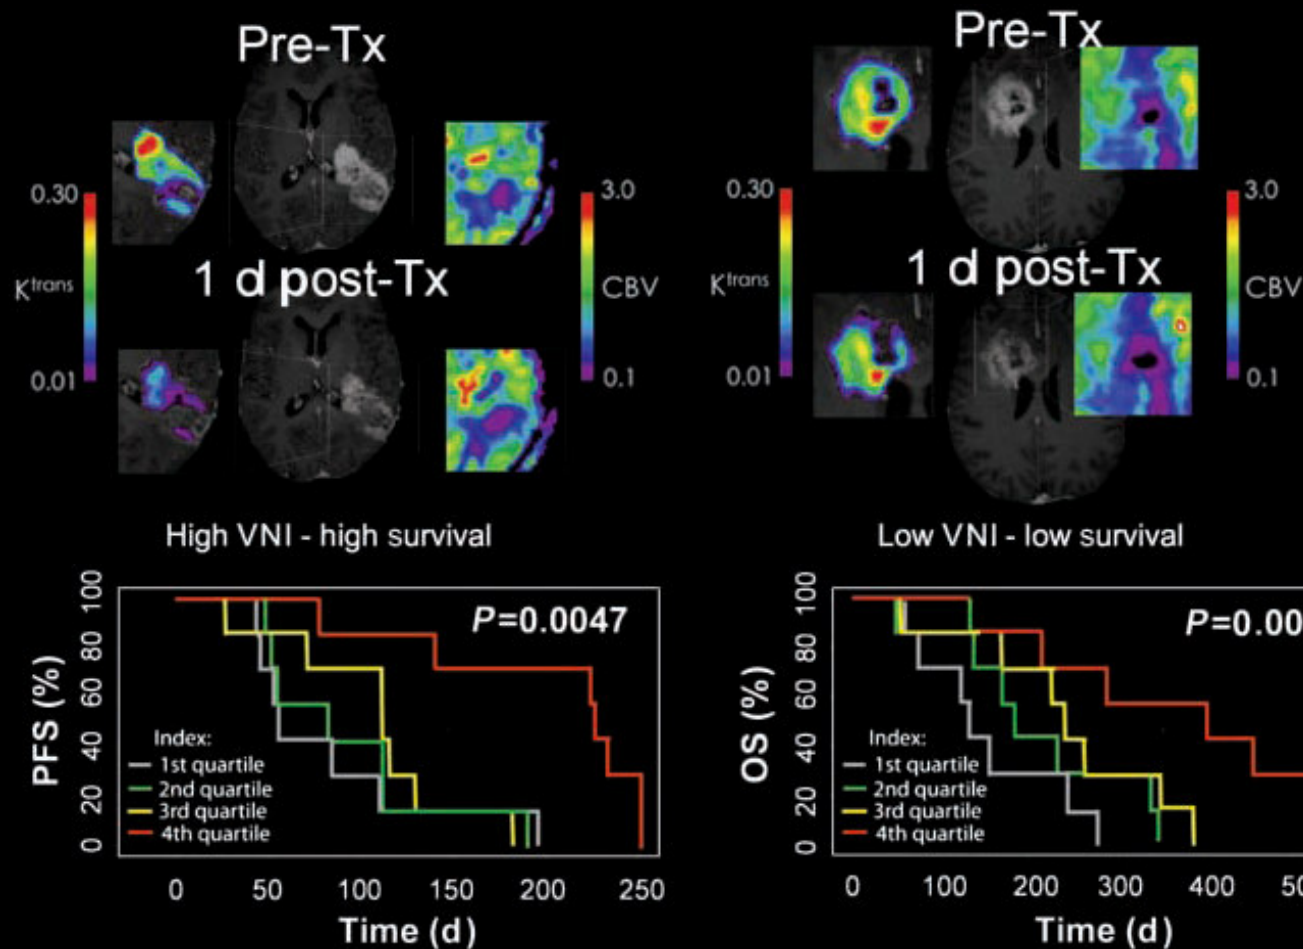 Pre-Tx
0.30
K^trans
0.01
3.0
CBV
0.1
1 d post-Tx
High VNI - high survival
Pre-Tx
0.30
K^trans
0.01
3.0
CBV
0.1
1 d post-Tx
Low VNI - low survival
P=0.0047
PFS (%)
100
80
60
40
20
0
Index:
1st quartile
2nd quartile
3rd quartile
4th quartile
0 50 100 150 200 250
Time (d)
P=0.00
OS (%)
100
80
60
40
20
0
Index:
1st quartile
2nd quartile
3rd quartile
4th quartile
0 100 200 300 400 50
Time (d)